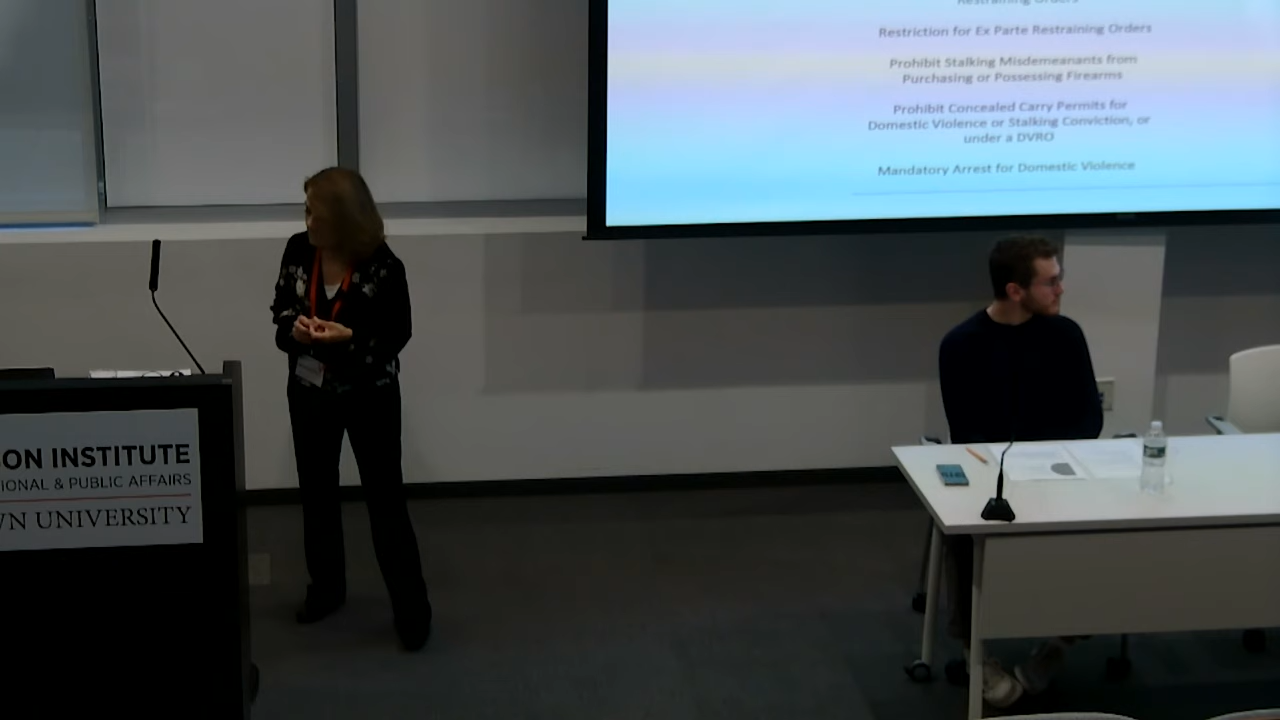 Restraining Orders
Restriction for Ex Parte Restraining Orders
Prohibit Stalking Misdemeanants from
Purchasing or Possessing Firearms
Prohibit Concealed Carry Permits for
Domestic Violence or Stalking Conviction, or
under a DVRO
Mandatory Arrest for Domestic Violence
ON INSTITUTE
IONAL & PUBLIC AFFAIRS
WN UNIVERSITY